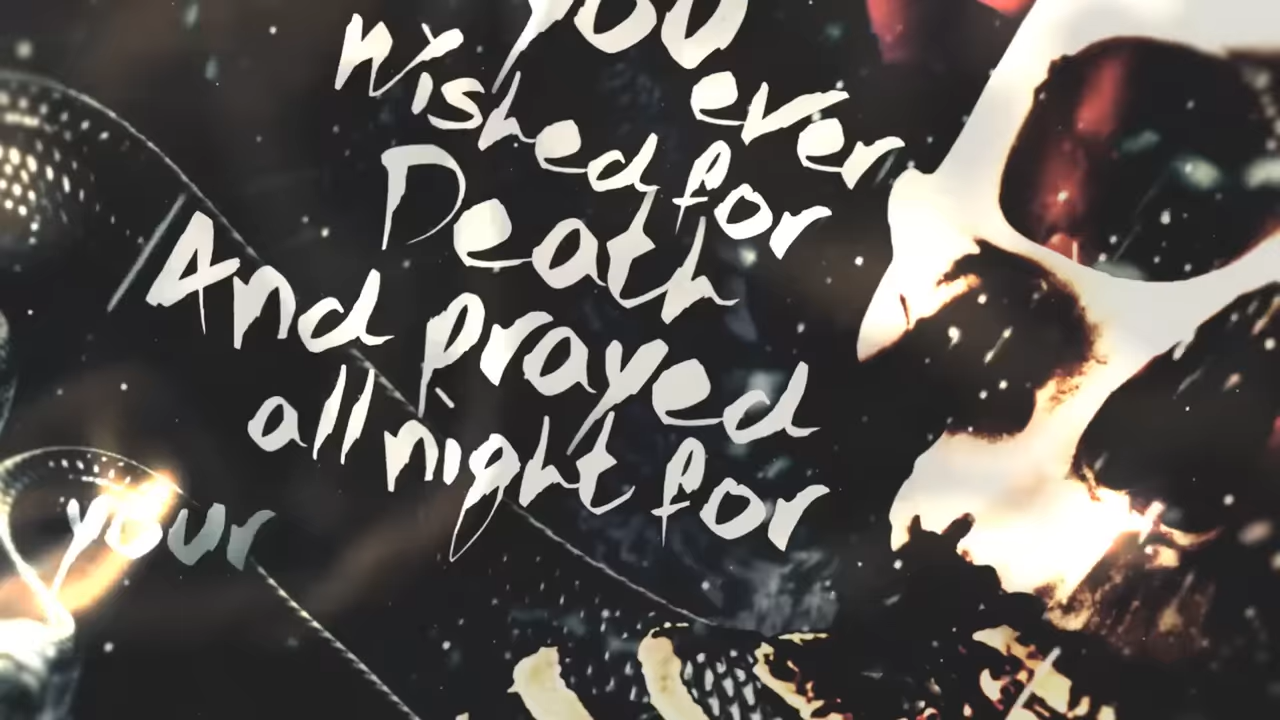 you
Wished ever
Death for
And prayed
all night for
your